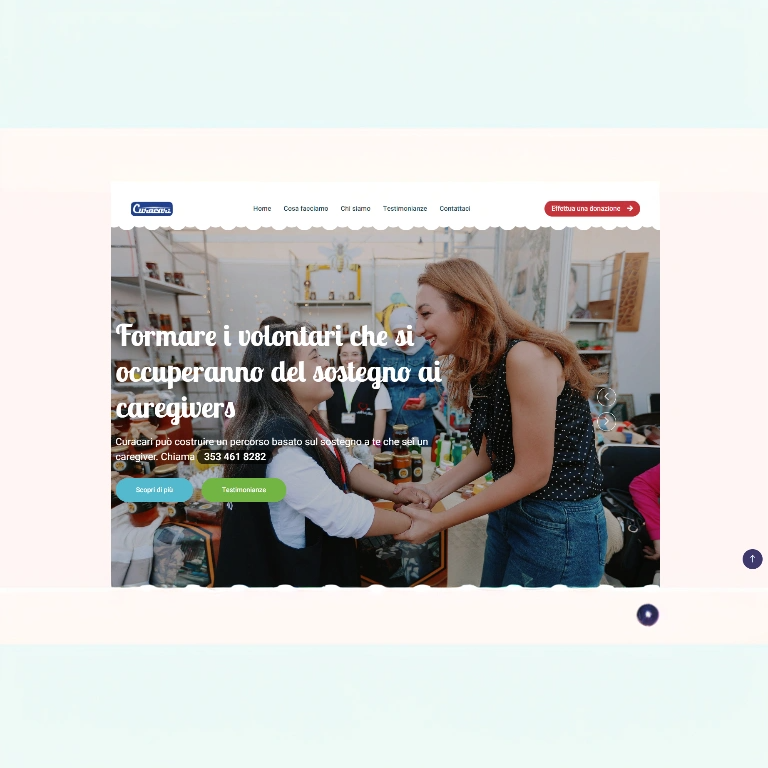 Curacari
Home Cosa facciamo Chi siamo Testimonianze Contattaci
Effettua una donazione
Formare i volontari che si
occuperanno del sostegno ai
caregivers
Curacari può costruire un percorso basato sul sostegno a te che sei un
caregiver. Chiama 353 461 8282
Scopri di più
Testimonienze